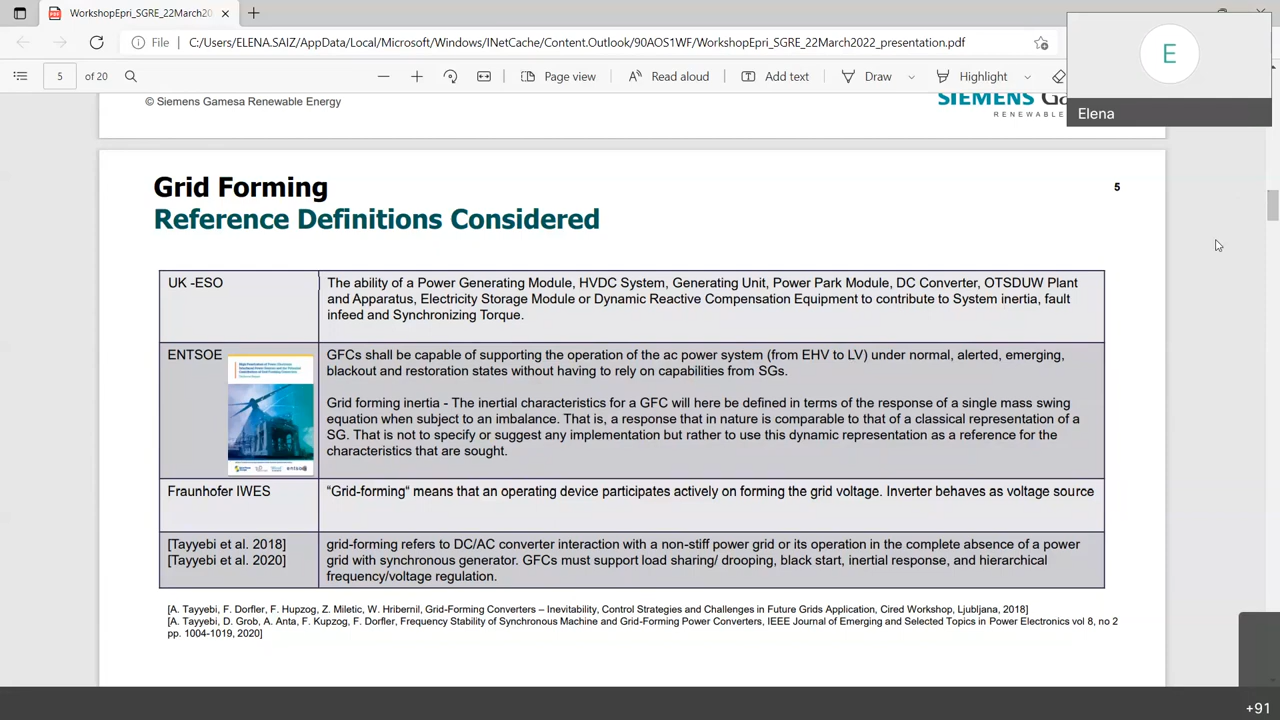 WorkshopEpri_SGRE_22March20
File
C:/Users/ELENA.SAIZ/AppData/Local/Microsoft/Windows/INetCache/Content.Outlook/90AOS1WF/WorkshopEpri_SGRE_22March2022_presentation.pdf
E
Elena
5 of 20
Page view
Read aloud
Add text
Draw
Highlight
© Siemens Gamesa Renewable Energy
SIEMENS Ga
RENEWABLE
Grid Forming
5
Reference Definitions Considered
UK -ESO
The ability of a Power Generating Module, HVDC System, Generating Unit, Power Park Module, DC Converter, OTSDUW Plant
and Apparatus, Electricity Storage Module or Dynamic Reactive Compensation Equipment to contribute to System inertia, fault
infeed and Synchronizing Torque.
ENTSOE
GFCs shall be capable of supporting the operation of the ac power system (from EHV to LV) under normal, alerted, emerging,
blackout and restoration states without having to rely on capabilities from SGs.
Grid forming inertia - The inertial characteristics for a GFC will here be defined in terms of the response of a single mass swing
equation when subject to an imbalance. That is, a response that in nature is comparable to that of a classical representation of a
SG. That is not to specify or suggest any implementation but rather to use this dynamic representation as a reference for the
characteristics that are sought.
entsoe
Fraunhofer IWES
“Grid-forming“ means that an operating device participates actively on forming the grid voltage. Inverter behaves as voltage source
[Tayyebi et al. 2018]
[Tayyebi et al. 2020]
grid-forming refers to DC/AC converter interaction with a non-stiff power grid or its operation in the complete absence of a power
grid with synchronous generator. GFCs must support load sharing/ drooping, black start, inertial response, and hierarchical
frequency/voltage regulation.
[A. Tayyebi, F. Dorfler, F. Hupzog, Z. Miletic, W. Hribernil, Grid-Forming Converters – Inevitability, Control Strategies and Challenges in Future Grids Application, Cired Workshop, Ljubljana, 2018]
[A. Tayyebi, D. Grob, A. Anta, F. Kupzog, F. Dorfler, Frequency Stability of Synchronous Machine and Grid-Forming Power Converters, IEEE Journal of Emerging and Selected Topics in Power Electronics vol 8, no 2
pp. 1004-1019, 2020]
+91